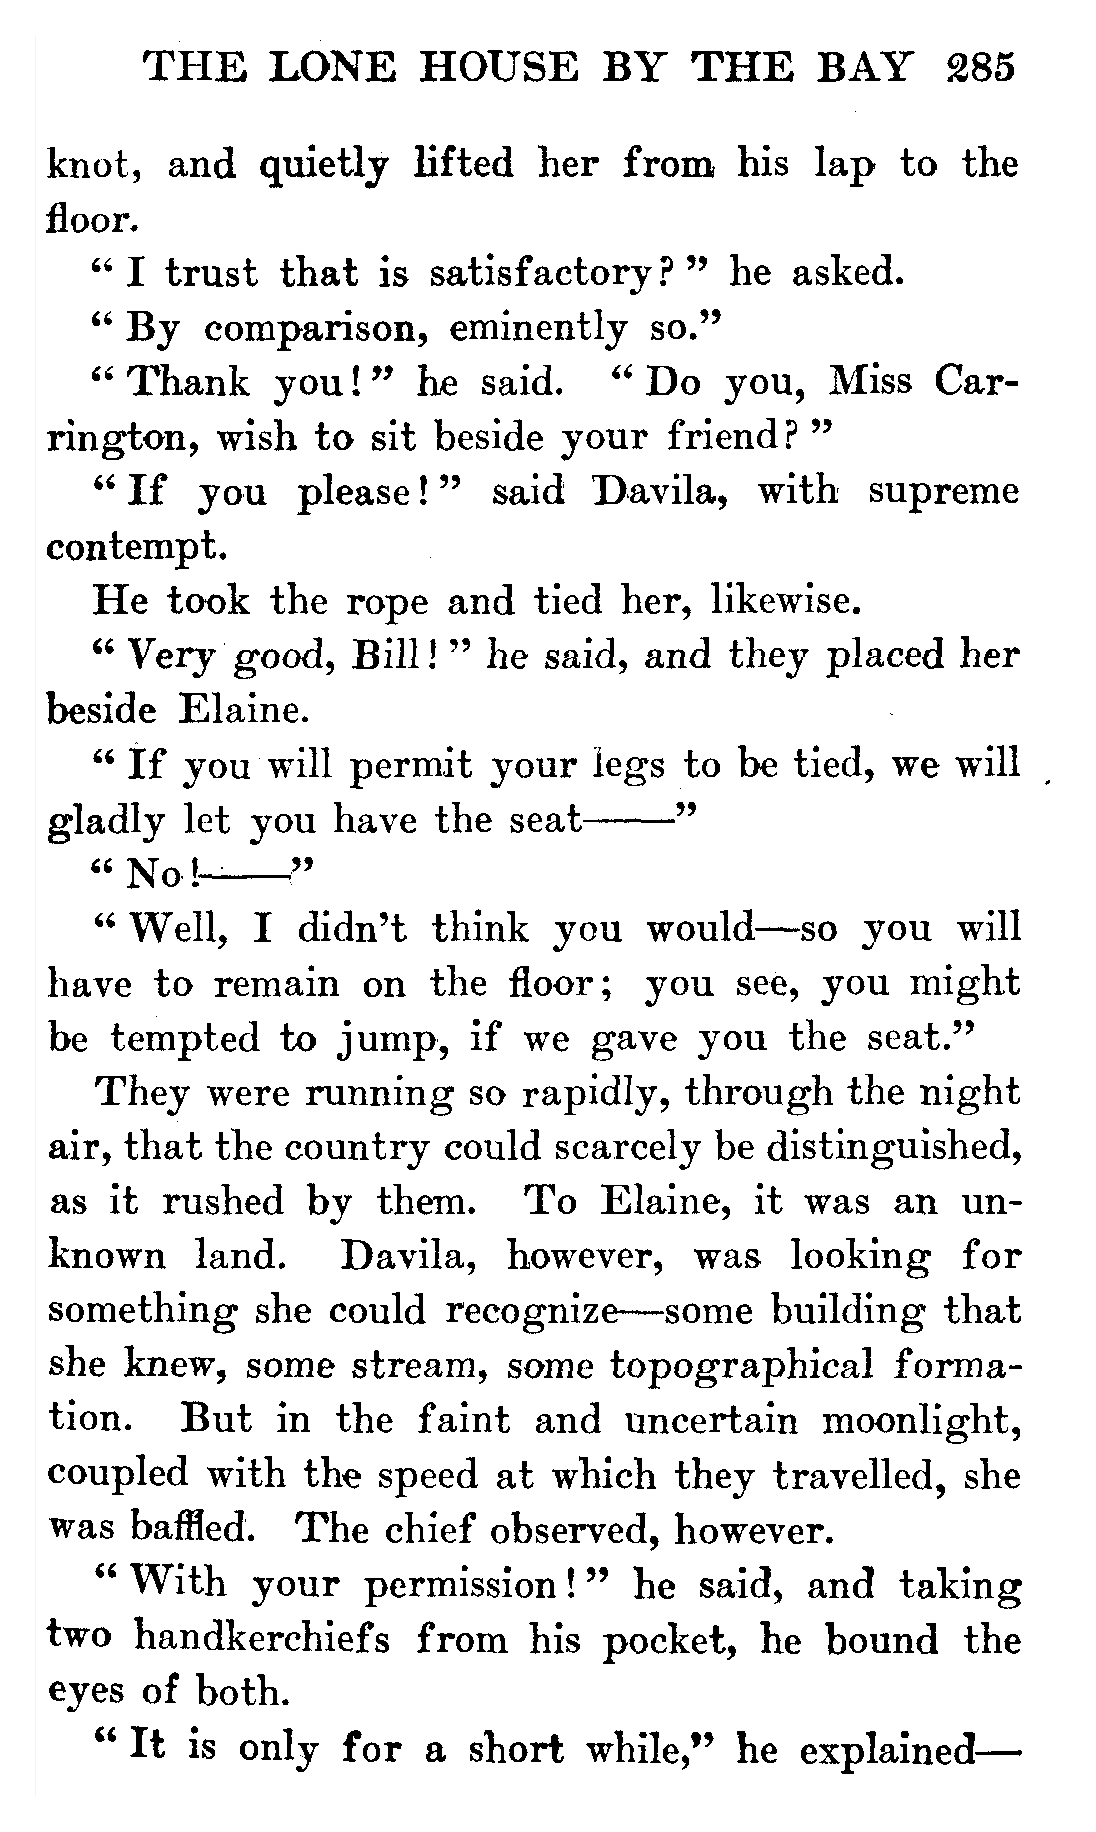 THE LONE HOUSE BY THE BAY 285
knot, and quietly lifted her from his lap to the
floor.
“ I trust that is satisfactory? ” he asked.
“ By comparison, eminently so.”
“ Thank you! ” he said. “ Do you, Miss Car-
rington, wish to sit beside your friend? ”
“ If you please! ” said Davila, with supreme
contempt.
He took the rope and tied her, likewise.
“ Very good, Bill! ” he said, and they placed her
beside Elaine.
“ If you will permit your legs to be tied, we will
gladly let you have the seat——”
“ No!——”
“ Well, I didn’t think you would—so you will
have to remain on the floor; you see, you might
be tempted to jump, if we gave you the seat.”
They were running so rapidly, through the night
air, that the country could scarcely be distinguished,
as it rushed by them. To Elaine, it was an un-
known land. Davila, however, was looking for
something she could recognize—some building that
she knew, some stream, some topographical forma-
tion. But in the faint and uncertain moonlight,
coupled with the speed at which they travelled, she
was baffled. The chief observed, however.
“ With your permission! ” he said, and taking
two handkerchiefs from his pocket, he bound the
eyes of both.
“ It is only for a short while,” he explained—